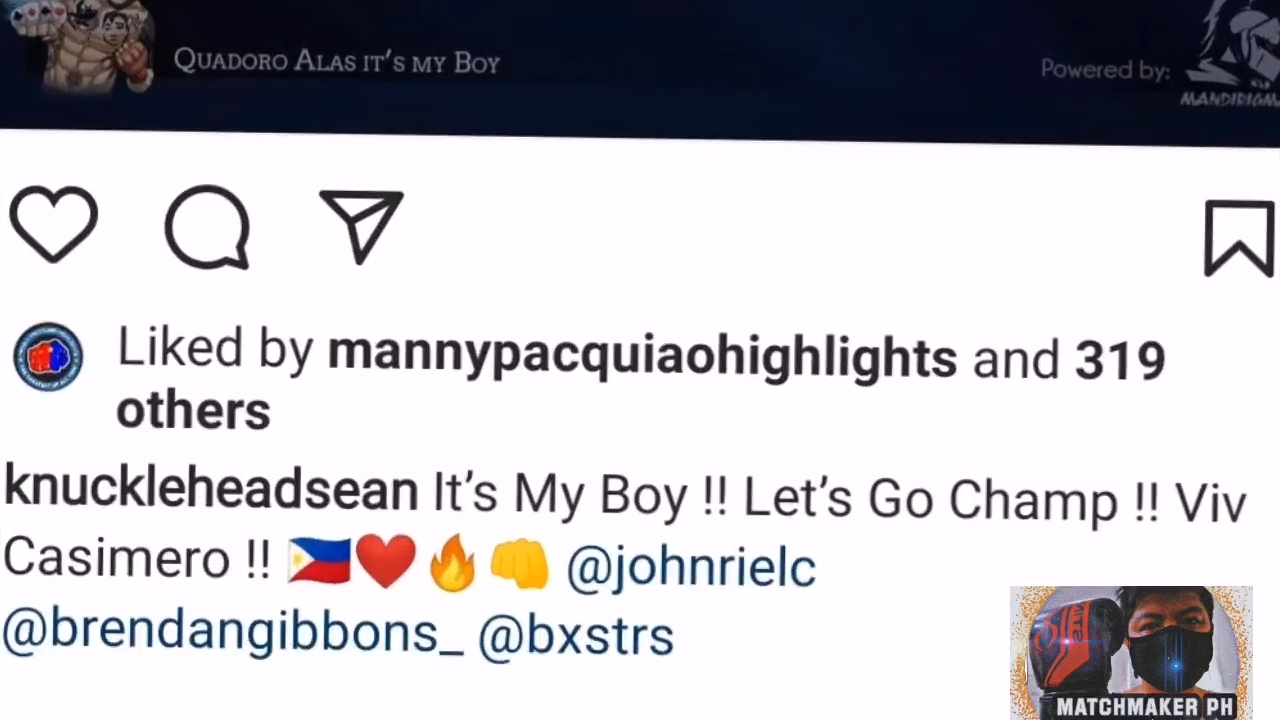 QUADORO ALAS IT'S MY BOY
Powered by:
Liked by mannypacquiaohighlights and 319
others
knuckleheadsean It's My Boy !! Let's Go Champ !! Viv
Casimero !! 🇵🇭❤️🔥👊 @johnrielc
@brendangibbons_ @bxstrs
MATCHMAKER PH